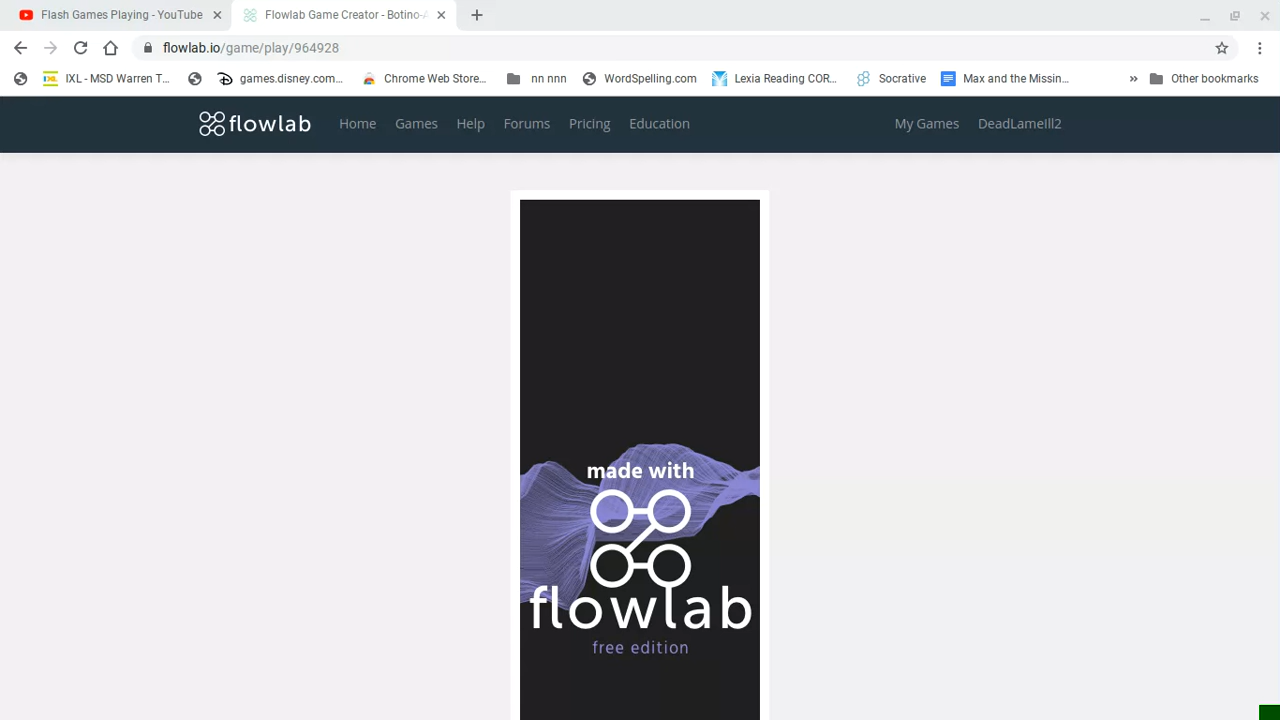 Flash Games Playing - YouTube
Flowlab Game Creator - Botino-A
flowlab.io/game/play/964928
IXL - MSD Warren T...
games.disney.com...
Chrome Web Store...
nn nnn
WordSpelling.com
Lexia Reading COR...
Socrative
Max and the Missin...
»
Other bookmarks
flowlab
Home
Games
Help
Forums
Pricing
Education
My Games
DeadLameIll2
made with
flowlab
free edition